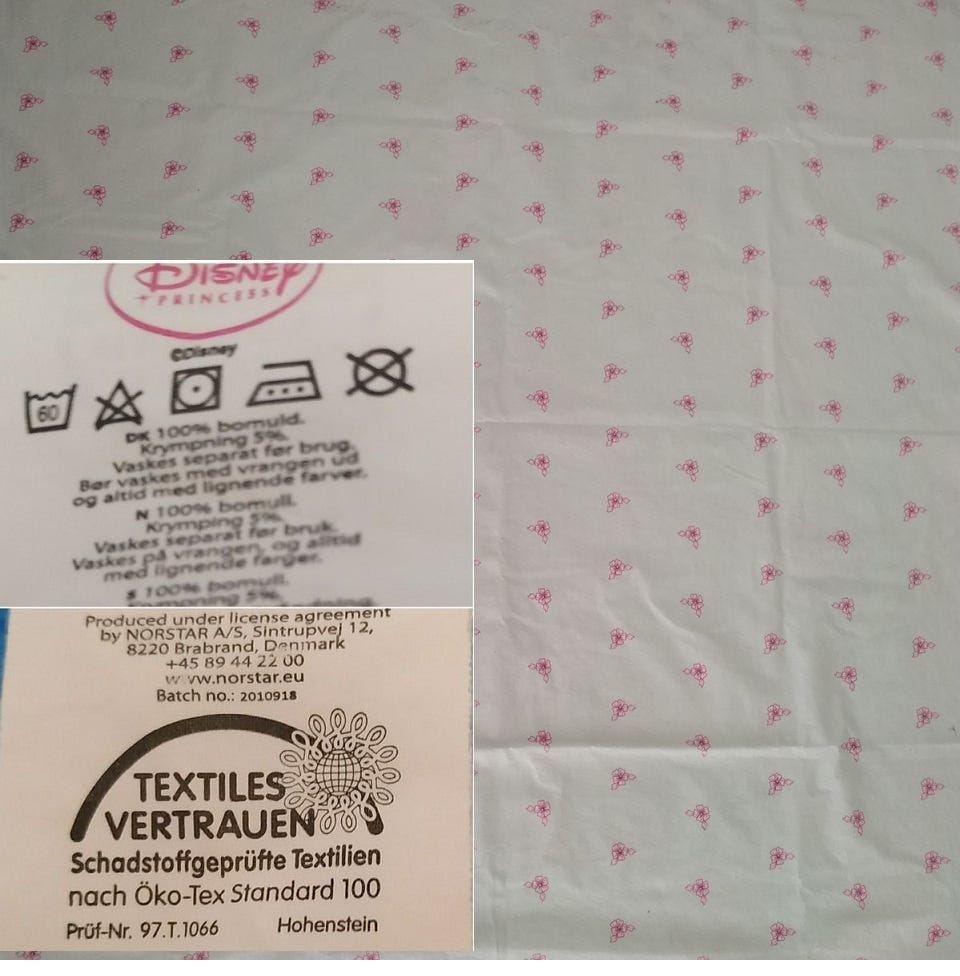 DISNEY
PRINCESS
©Disney
60
DK 100% bomuld.
Krympning 5%.
Vaskes separat før brug.
Bør vaskes med vrangen ud
og altid med lignende farver.
N 100% bomull.
Krymping 5%.
Vaskes separat før bruk.
Vaskes på vrangen, og alltid
med lignende farger.
S 100% bomull.
Krympning 5%.
Produced under license agreement
by NORSTAR A/S, Sintrupvej 12,
8220 Brabrand, Denmark
+45 89 44 22 00
www.norstar.eu
Batch no.: 2010918
TEXTILES
VERTRAUEN
Schadstoffgeprüfte Textilien
nach Öko-Tex Standard 100
Prüf-Nr. 97.T.1066 Hohenstein